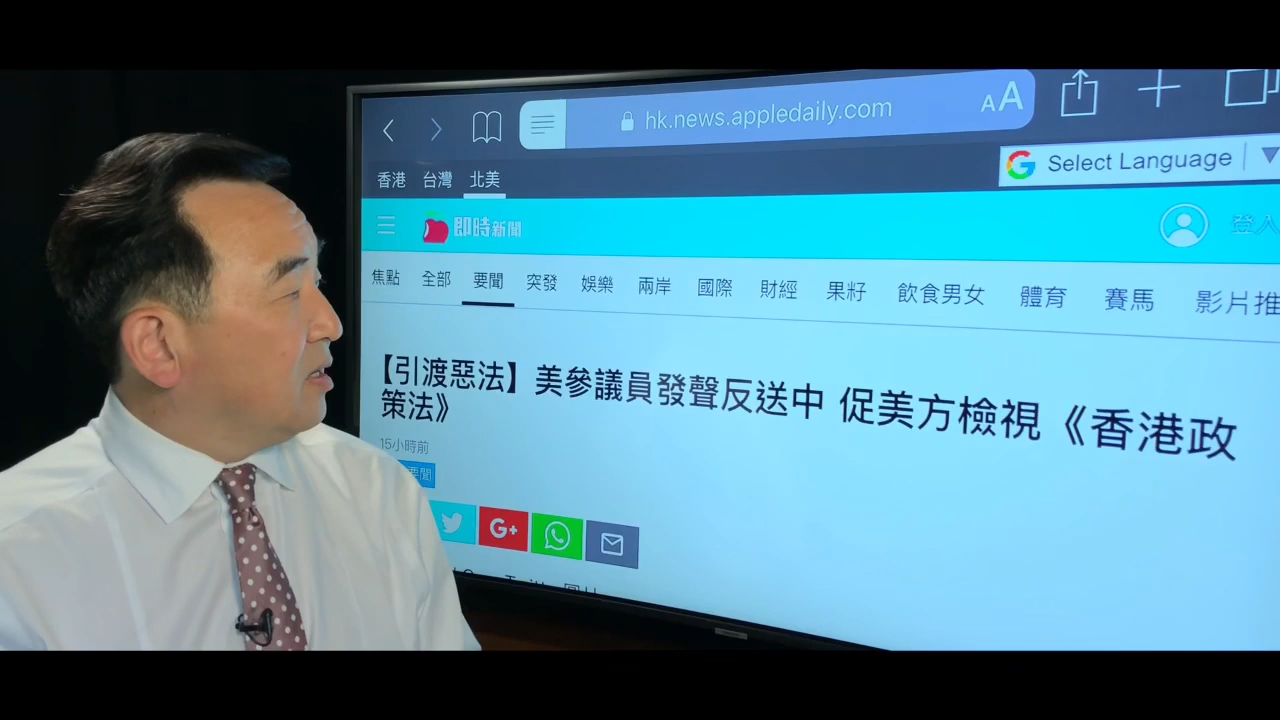 hk.news.appledaily.com
AA
香港 台灣 北美
Select Language
即時新聞
登入
焦點 全部 要聞 突發 娛樂 兩岸 國際 財經 果籽 飲食男女 體育 賽馬 影片推
【引渡惡法】美參議員發聲反送中 促美方檢視《香港政
策法》
15小時前
要聞
G+